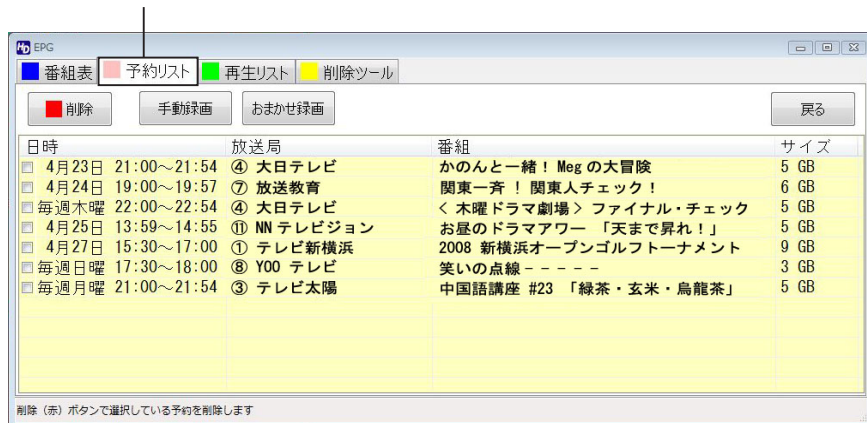 HD EPG
番組表 予約リスト 再生リスト 削除ツール
削除 手動録画 おまかせ録画 戻る
日時 放送局 番組 サイズ
4月23日 21:00～21:54 ④ 大日テレビ かのんと一緒！ Meg の大冒険 5 GB
4月24日 19:00～19:57 ⑦ 放送教育 関東一斉 ！ 関東人チェック！ 6 GB
毎週木曜 22:00～22:54 ④ 大日テレビ < 木曜ドラマ劇場 > ファイナル・チェック 5 GB
4月25日 13:59～14:55 ⑪ NN テレビジョン お昼のドラマアワー 「天まで昇れ！」 5 GB
4月27日 15:30～17:00 ① テレビ新横浜 2008 新横浜オープンゴルフトーナメント 9 GB
毎週日曜 17:30～18:00 ⑧ YOO テレビ 笑いの点線－－－－－ 3 GB
毎週月曜 21:00～21:54 ③ テレビ太陽 中国語講座 #23 「緑茶・玄米・烏龍茶」 5 GB
削除（赤）ボタンで選択している予約を削除します